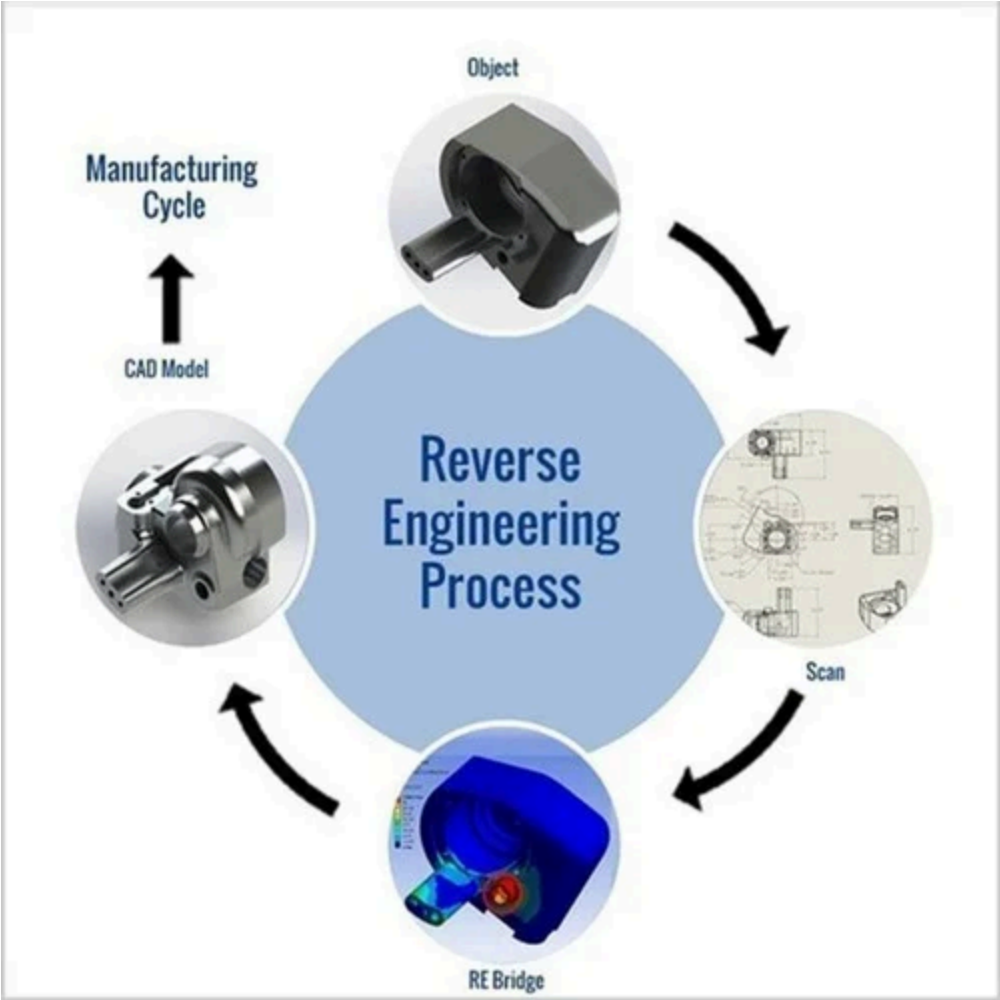 Object
Manufacturing
Cycle
CAD Model
Reverse
Engineering
Process
Scan
RE Bridge